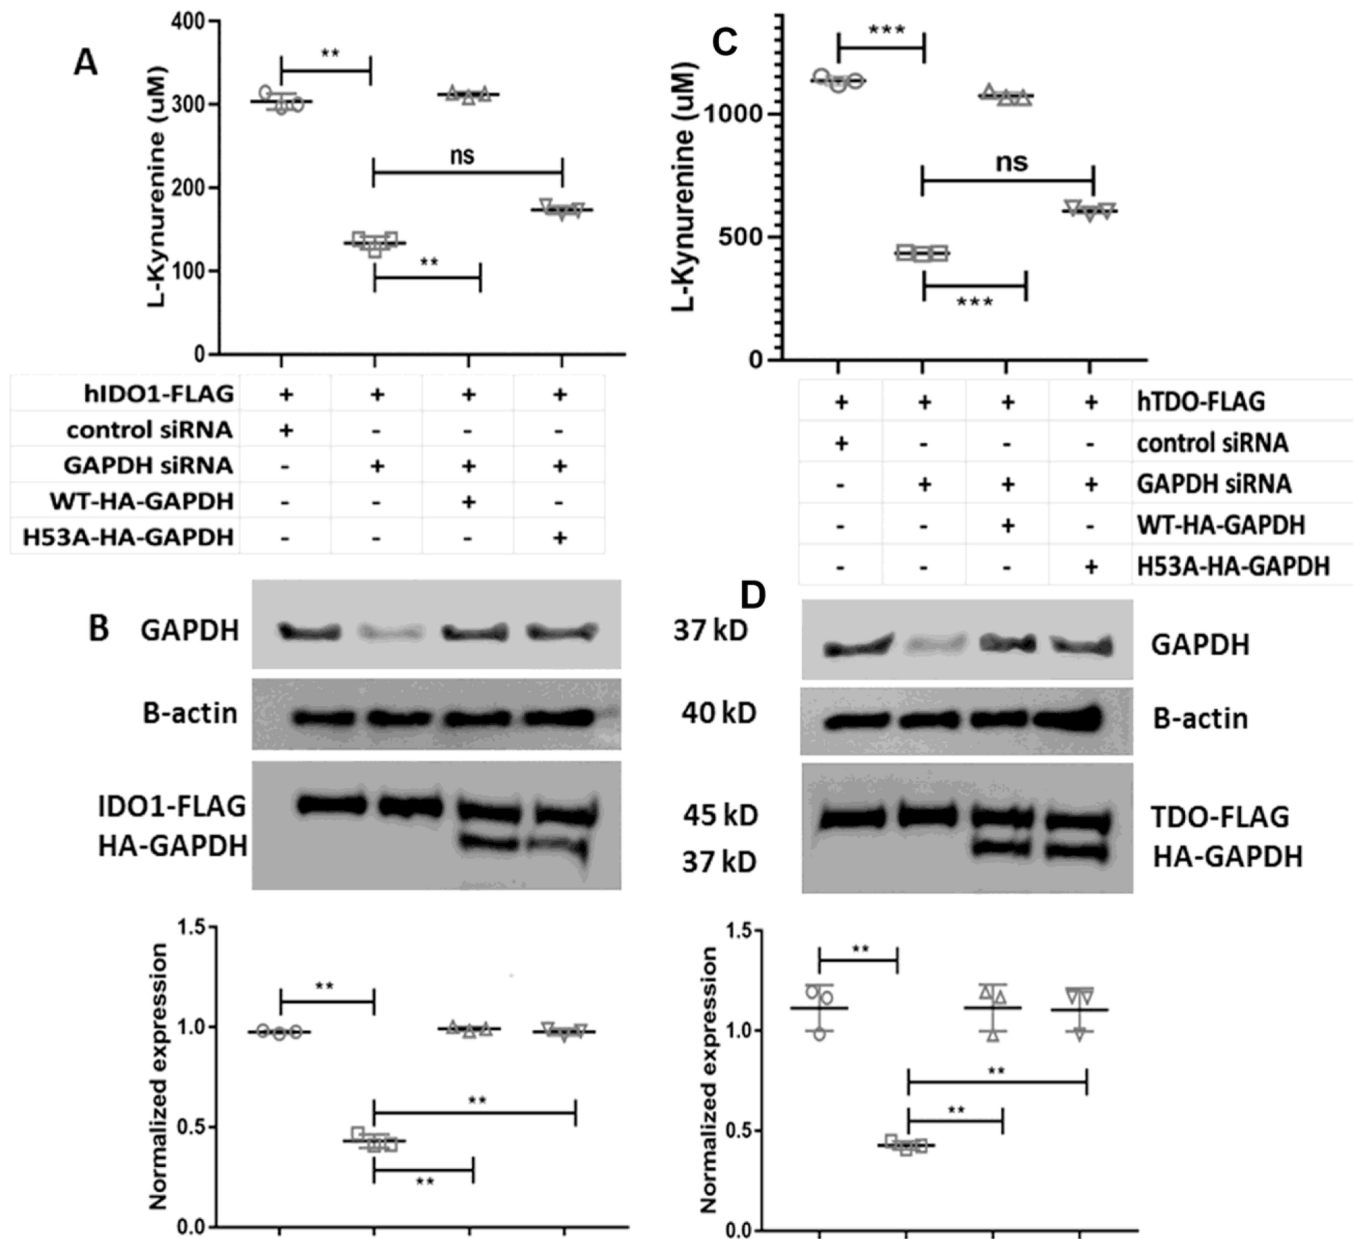 A
L-Kynurenine (uM)
400
300
200
100
0
**
ns
**
hIDO1-FLAG + + + +
control siRNA + - - -
GAPDH siRNA - + + +
WT-HA-GAPDH - - + -
H53A-HA-GAPDH - - - +
C
L-Kynurenine (uM)
1000
500
0
***
ns
***
+ + + + hTDO-FLAG
+ - - - control siRNA
- + + + GAPDH siRNA
- - + - WT-HA-GAPDH
- - - + H53A-HA-GAPDH
B GAPDH 37 kD
B-actin 40 kD
IDO1-FLAG 45 kD
HA-GAPDH 37 kD
D GAPDH
B-actin
TDO-FLAG
HA-GAPDH
Normalized expression
1.5
1.0
0.5
0.0
**
**
**
Normalized expression
1.5
1.0
0.5
0.0
**
**
**